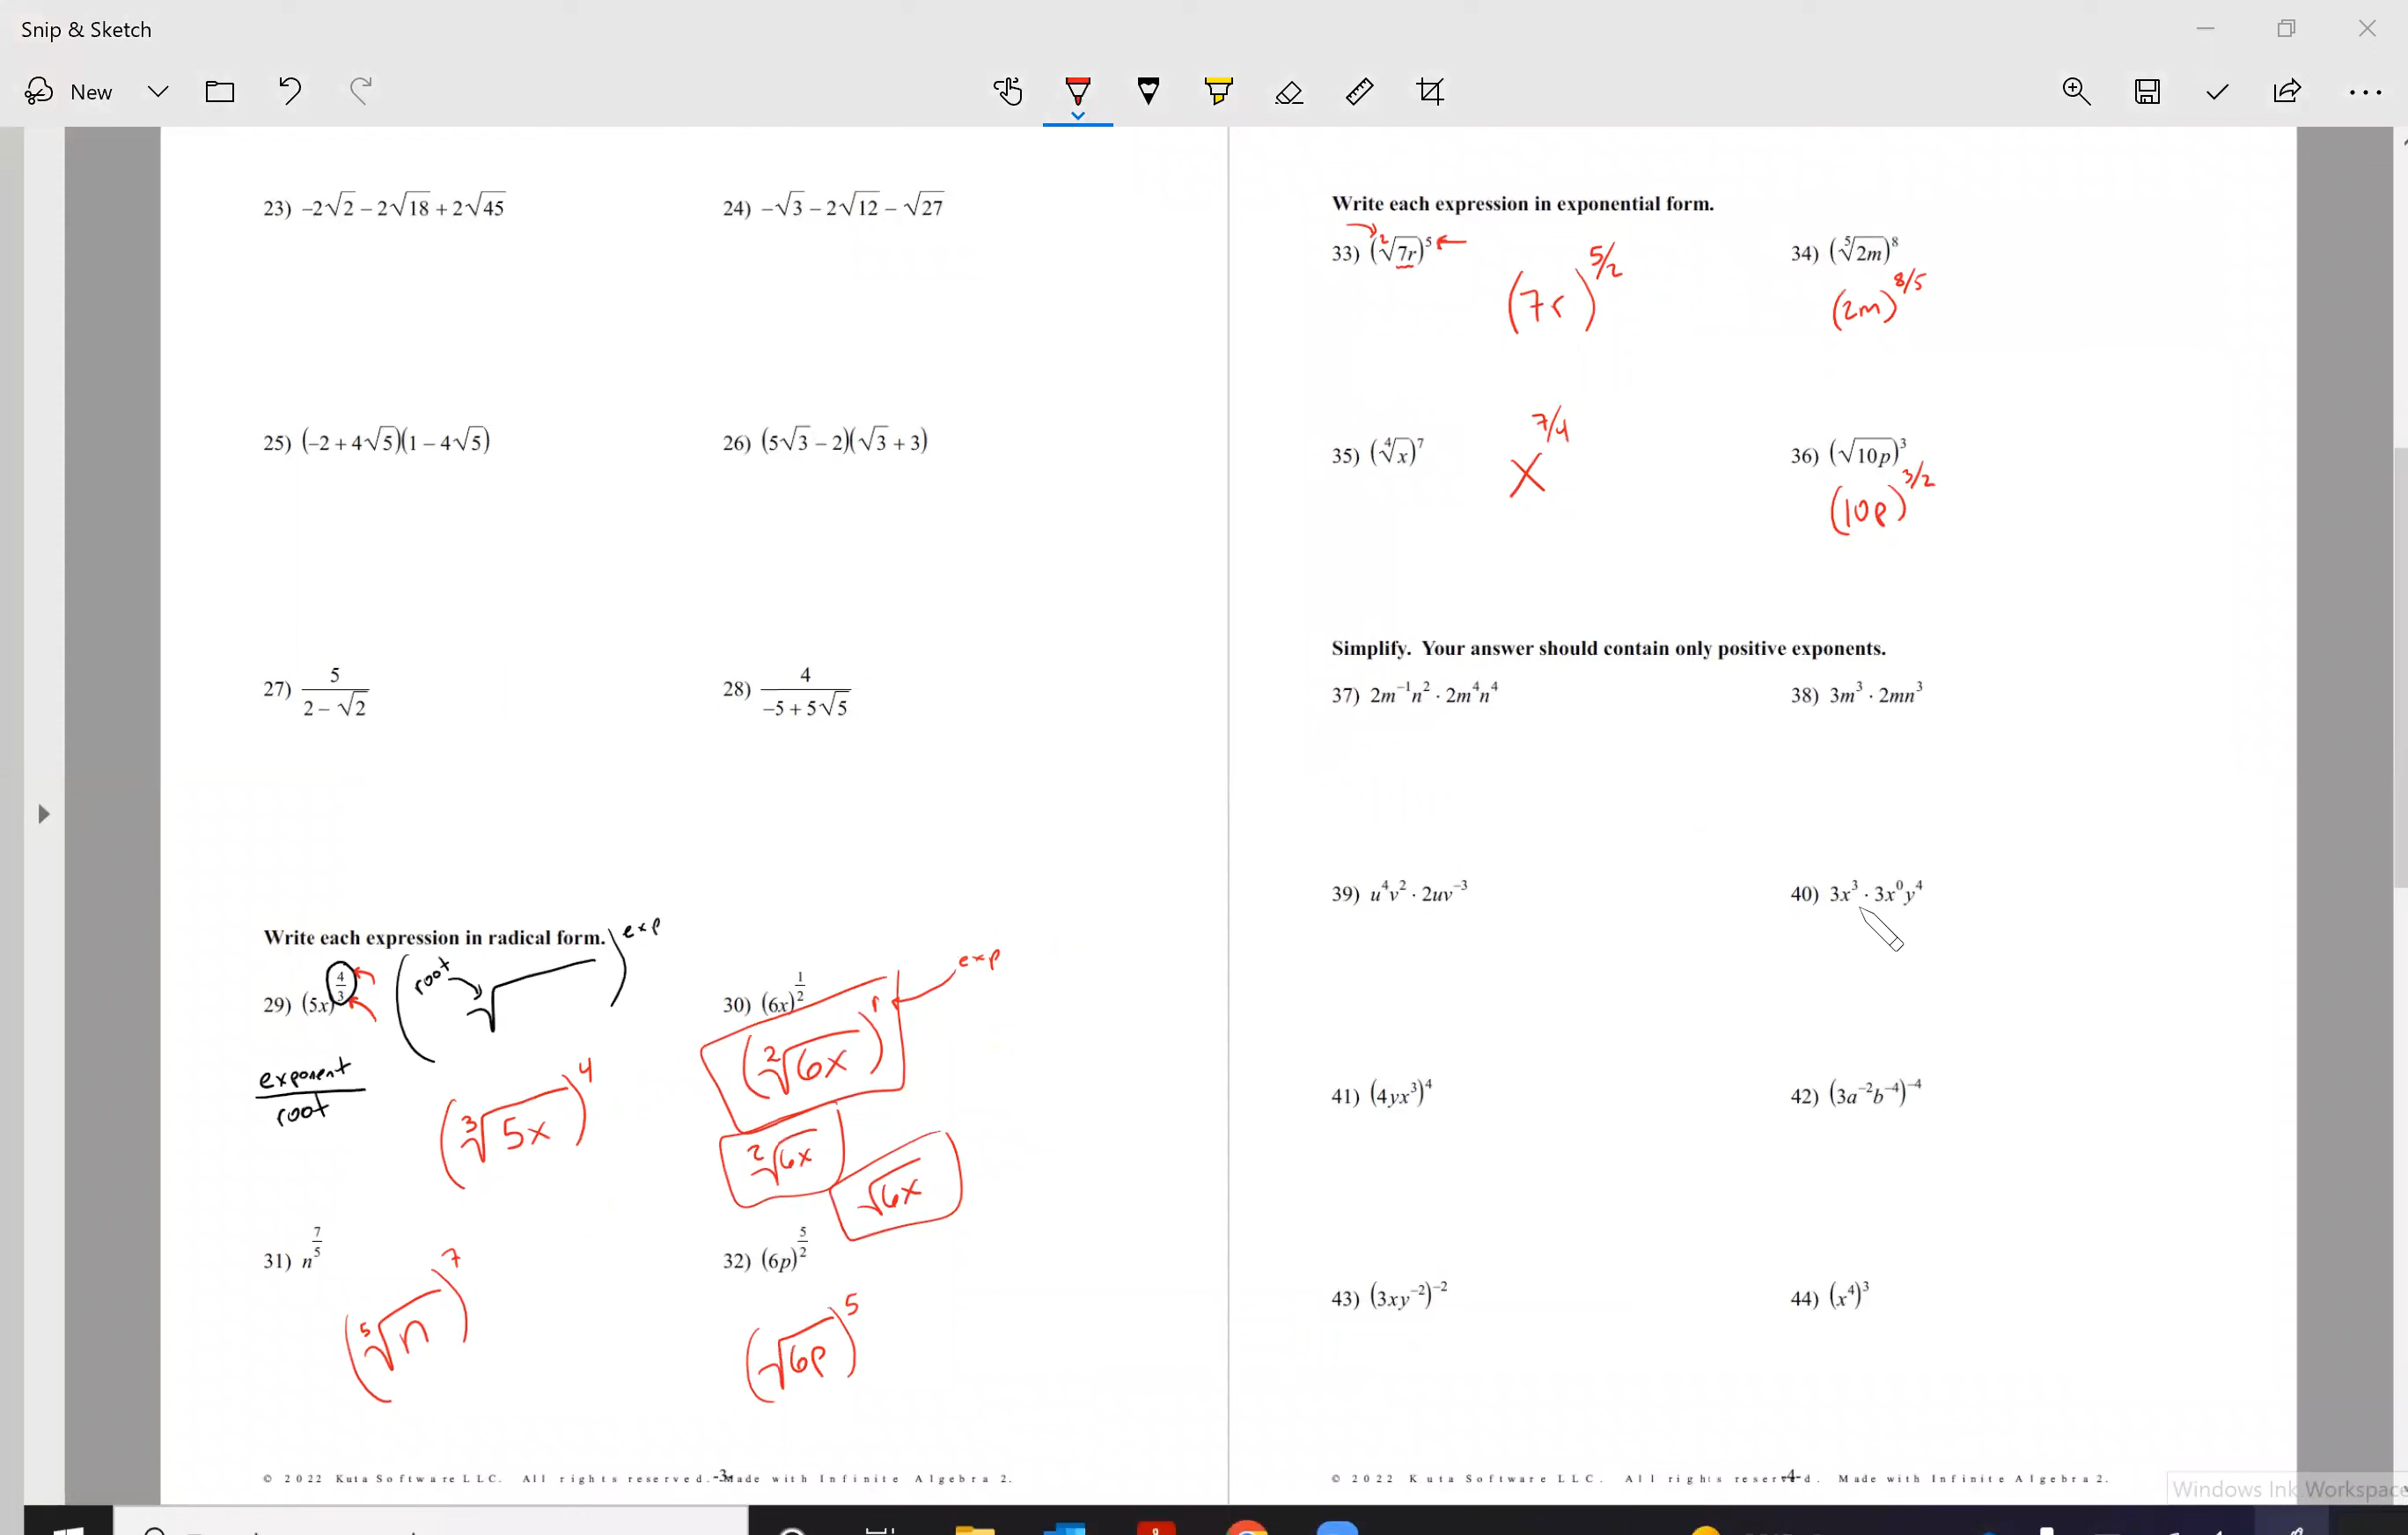 Snip & Sketch
New
23) −2√2 − 2√18 + 2√45
24) −√3 − 2√12 − √27
25) (−2 + 4√5)(1 − 4√5)
26) (5√3 − 2)(√3 + 3)
27) 5/(2 − √2)
28) 4/(−5 + 5√5)
Write each expression in radical form.
( root √ )^exp
29) (5x)^(4/3)
exponent
root
(³√5x)^4
30) (6x)^(1/2)
exp
(²√6x)^1
²√6x
√6x
31) n^(7/5)
(⁵√n)^7
32) (6p)^(5/2)
(√6p)^5
© 2022 Kuta Software LLC. All rights reserved. Made with Infinite Algebra 2.
-3-
Write each expression in exponential form.
33) (²√7r)^5
(7r)^5/2
34) (⁵√2m)^8
(2m)^8/5
35) (⁴√x)^7
x^7/4
36) (√10p)^3
(10p)^3/2
Simplify. Your answer should contain only positive exponents.
37) 2m⁻¹n² · 2m⁴n⁴
38) 3m³ · 2mn³
39) u⁴v² · 2uv⁻³
40) 3x³ · 3x⁰y⁴
41) (4yx³)⁴
42) (3a⁻²b⁻⁴)⁻⁴
43) (3xy⁻²)⁻²
44) (x⁴)³
© 2022 Kuta Software LLC. All rights reserved. Made with Infinite Algebra 2.
-4-
Windows Ink Workspace